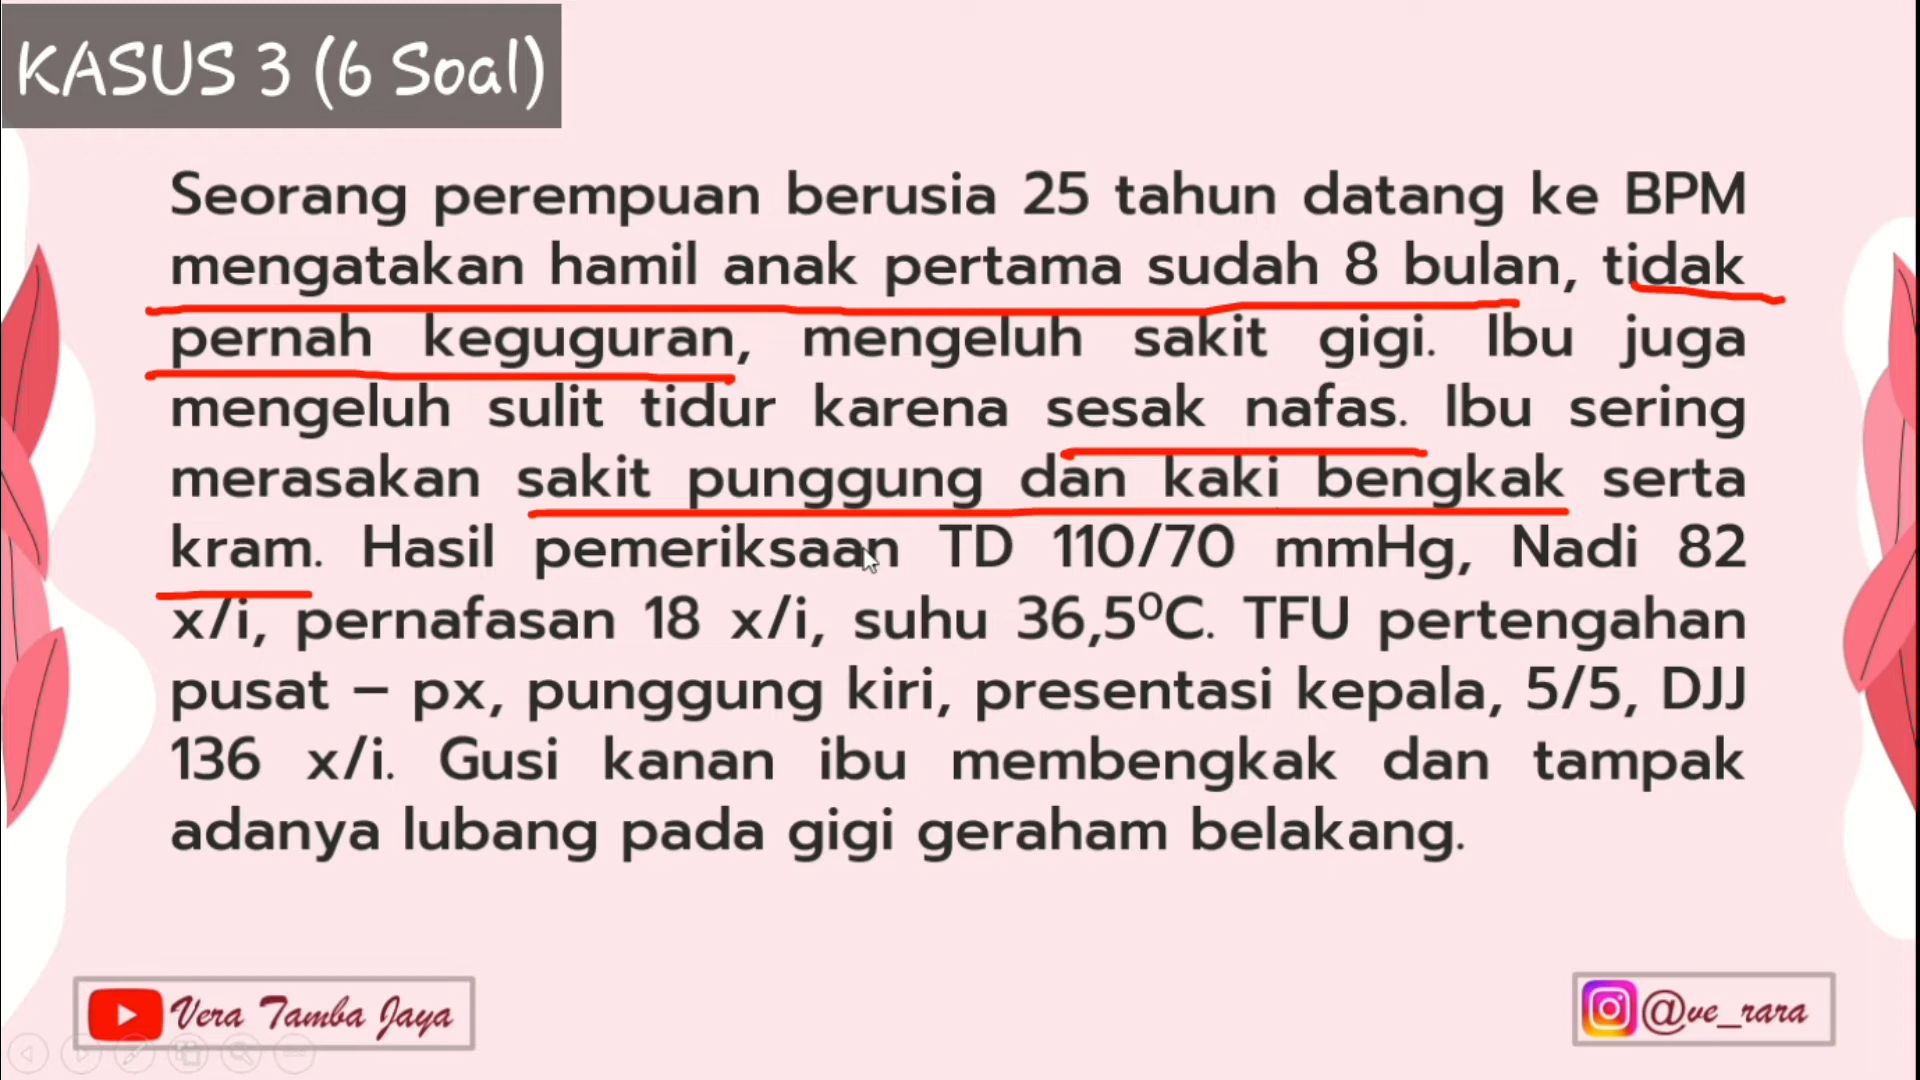 KASUS 3 (6 Soal)
Seorang perempuan berusia 25 tahun datang ke BPM
mengatakan hamil anak pertama sudah 8 bulan, tidak
pernah keguguran, mengeluh sakit gigi. Ibu juga
mengeluh sulit tidur karena sesak nafas. Ibu sering
merasakan sakit punggung dan kaki bengkak serta
kram. Hasil pemeriksaan TD 110/70 mmHg, Nadi 82
x/i, pernafasan 18 x/i, suhu 36,5⁰C. TFU pertengahan
pusat – px, punggung kiri, presentasi kepala, 5/5, DJJ
136 x/i. Gusi kanan ibu membengkak dan tampak
adanya lubang pada gigi geraham belakang.
Vera Tamba Jaya
@ve_rara